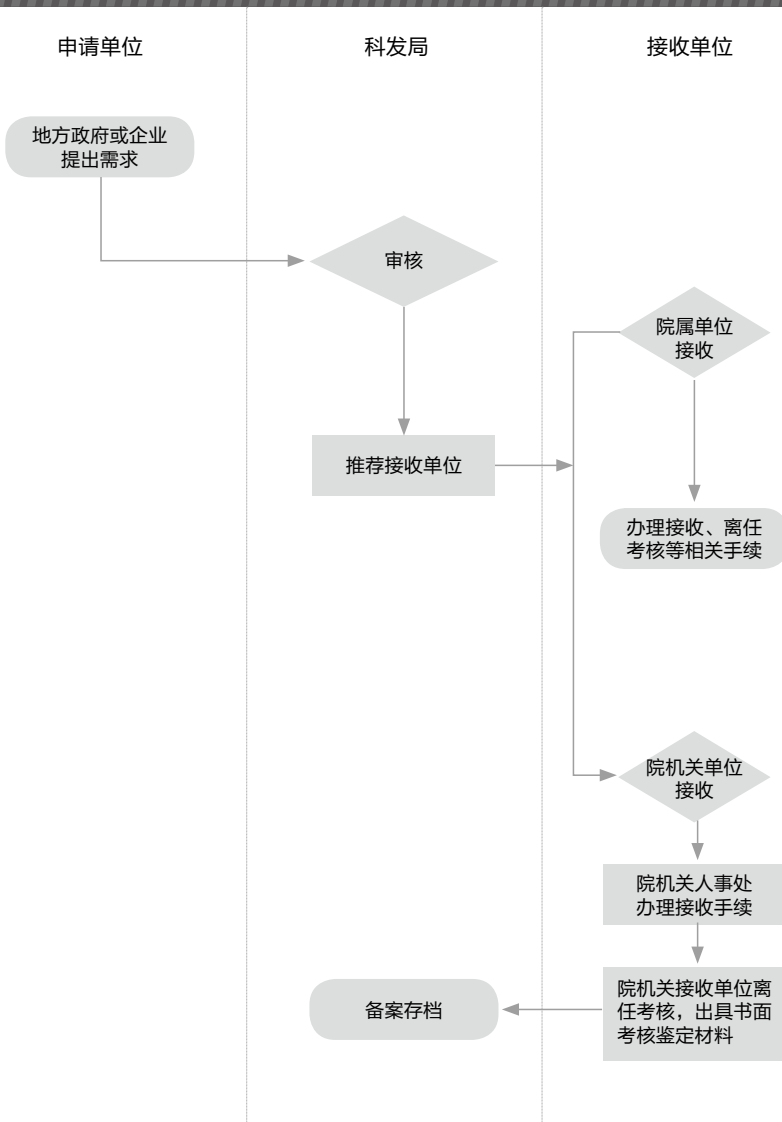 申请单位
科发局
接收单位
地方政府或企业
提出需求
审核
院属单位
接收
推荐接收单位
办理接收、离任
考核等相关手续
院机关单位
接收
院机关人事处
办理接收手续
院机关接收单位离
任考核，出具书面
考核鉴定材料
备案存档